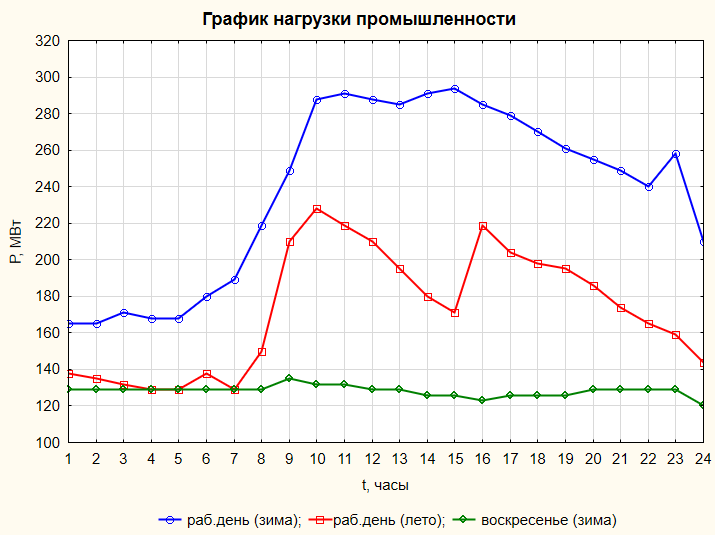 График нагрузки промышленности
320
300
280
260
240
220
200
180
160
140
120
100
P, МВт
1 2 3 4 5 6 7 8 9 10 11 12 13 14 15 16 17 18 19 20 21 22 23 24
t, часы
раб.день (зима); раб.день (лето); воскресенье (зима)